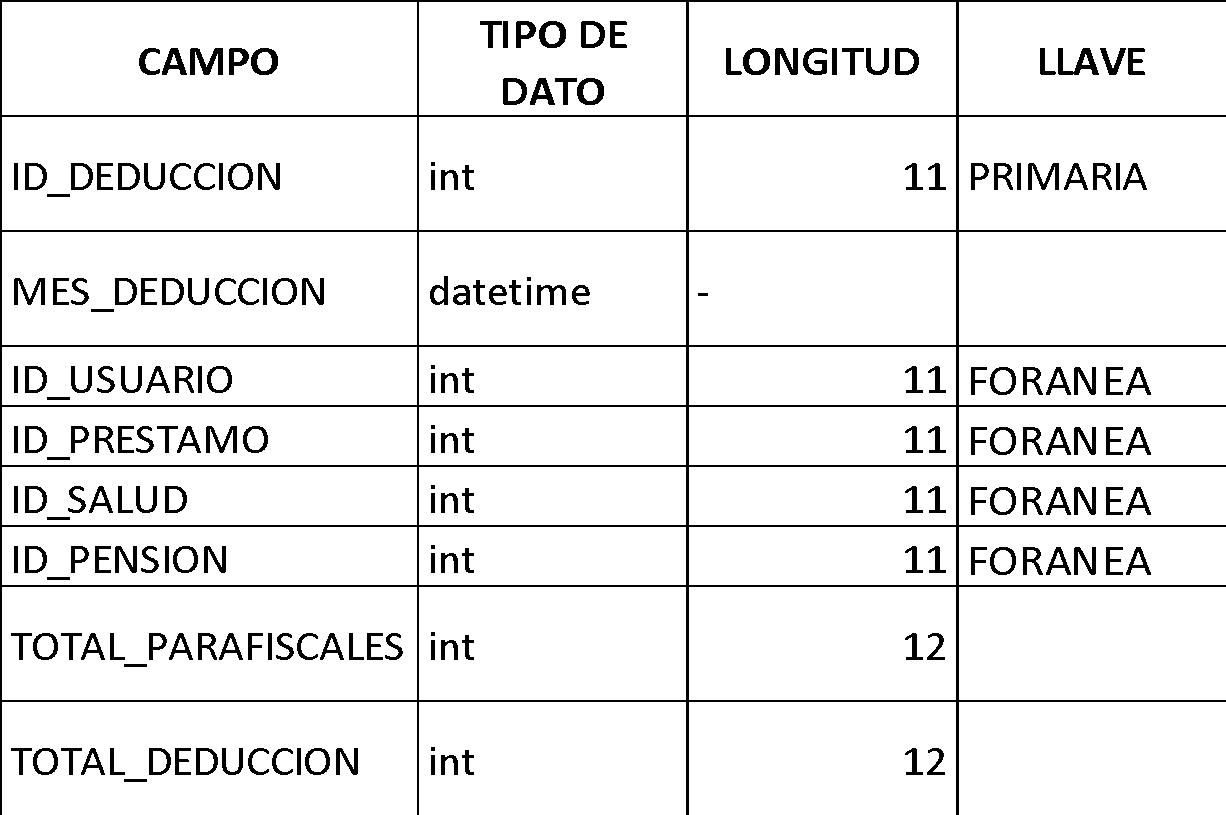 CAMPO TIPO DE DATO LONGITUD LLAVE
ID_DEDUCCION int 11 PRIMARIA
MES_DEDUCCION datetime -
ID_USUARIO int 11 FORANEA
ID_PRESTAMO int 11 FORANEA
ID_SALUD int 11 FORANEA
ID_PENSION int 11 FORANEA
TOTAL_PARAFISCALES int 12
TOTAL_DEDUCCION int 12